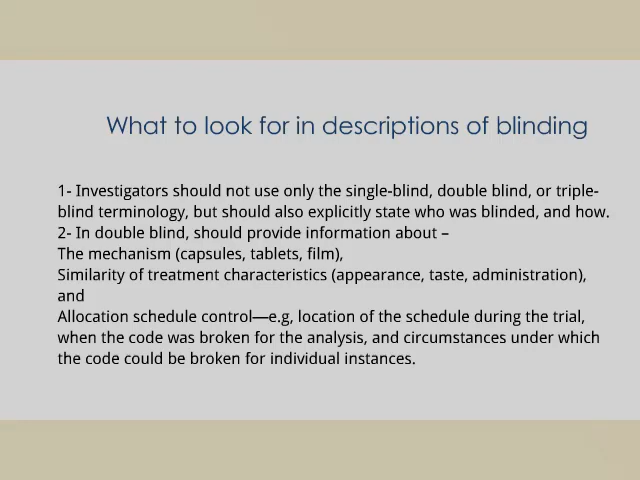 What to look for in descriptions of blinding
1- Investigators should not use only the single-blind, double blind, or triple-
blind terminology, but should also explicitly state who was blinded, and how.
2- In double blind, should provide information about –
The mechanism (capsules, tablets, film),
Similarity of treatment characteristics (appearance, taste, administration),
and
Allocation schedule control—e.g, location of the schedule during the trial,
when the code was broken for the analysis, and circumstances under which
the code could be broken for individual instances.